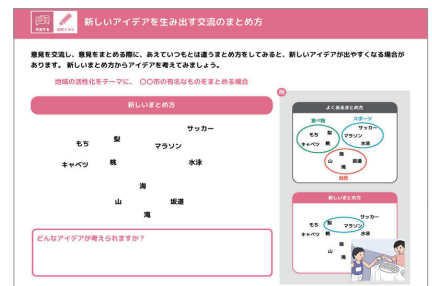 新しいアイデアを生み出す交流のまとめ方
意見を交流し、意見をまとめる際に、あえていつもとは違うまとめ方をしてみると、新しいアイデアが出やすくなる場合が
あります。 新しいまとめ方からアイデアを考えてみましょう。
地域の活性化をテーマに、 〇〇市の有名なものをまとめる場合
新しいまとめ方
サッカー
もち
梨
マラソン
キャベツ
桃
水泳
海
山
坂道
滝
どんなアイデアが考えられますか?
例
よくあるまとめ方
食べ物
スポーツ
もち
梨
サッカー
マラソン
キャベツ
桃
水泳
海
山
坂道
滝
新しいまとめ方
サッカー
もち
梨
マラソン
キャベツ
桃
水泳
海
山
滝